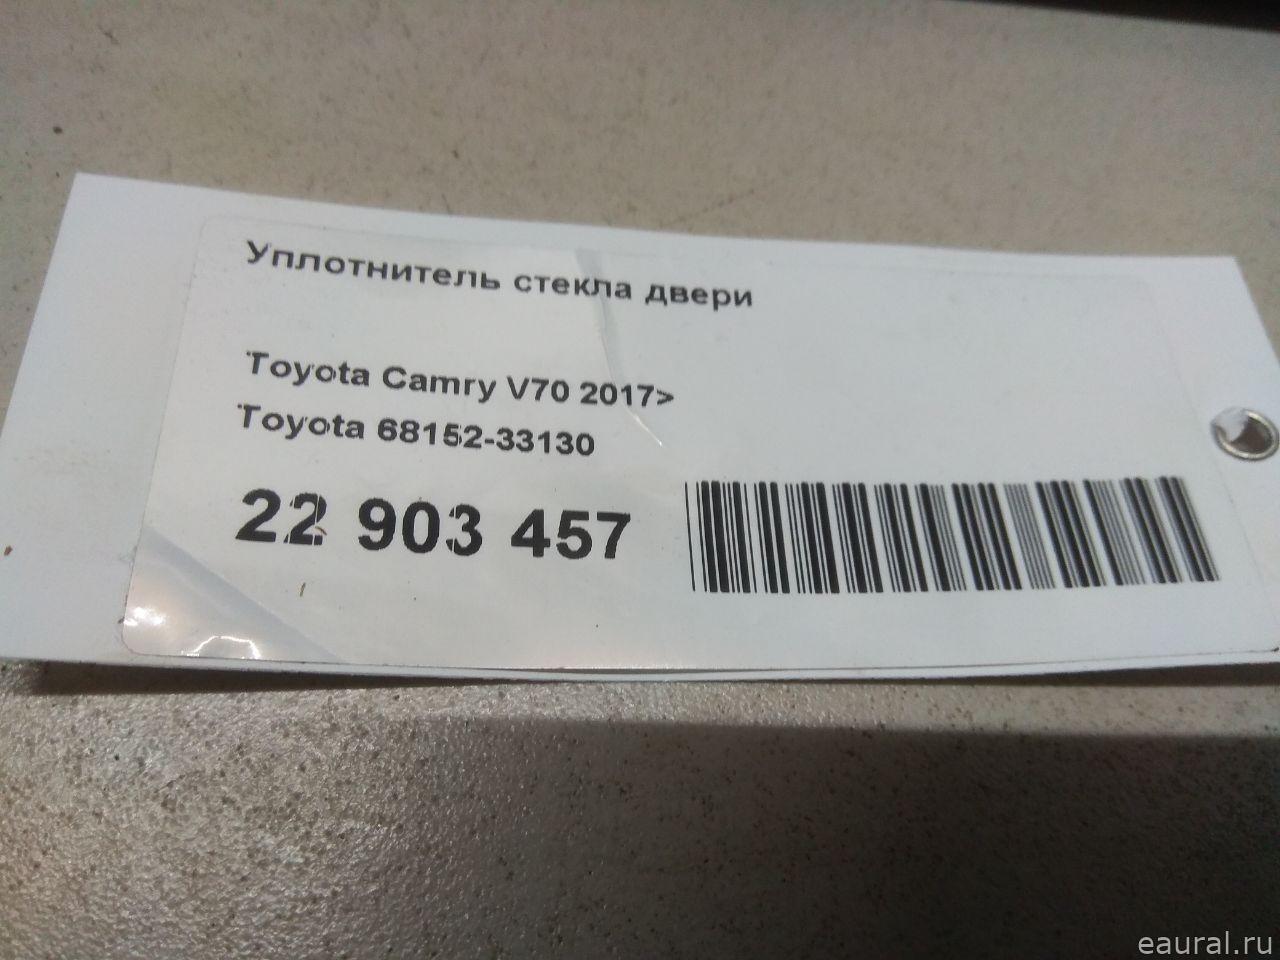 Уплотнитель стекла двери
Toyota Camry V70 2017>
Toyota 68152-33130
22 903 457
eaural.ru